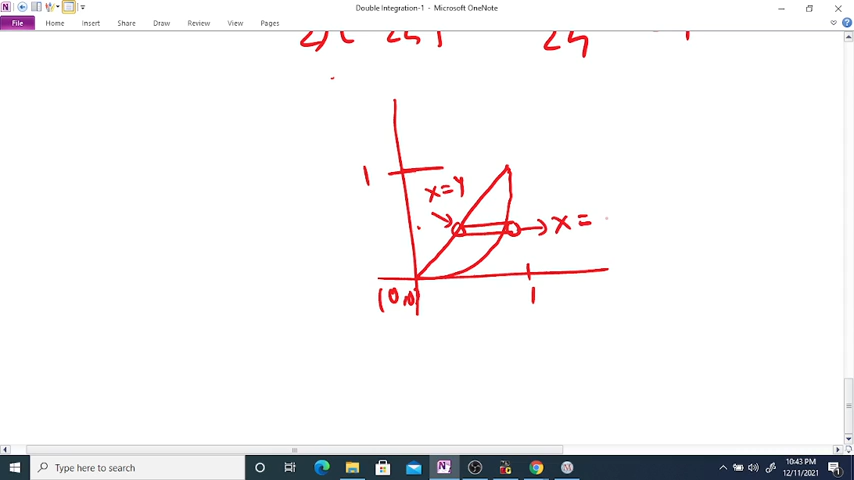 Double Integration-1 - Microsoft OneNote
File Home Insert Share Draw Review View Pages
1
x=y
x =
(0,0)
1
Type here to search
10:43 PM
12/11/2021